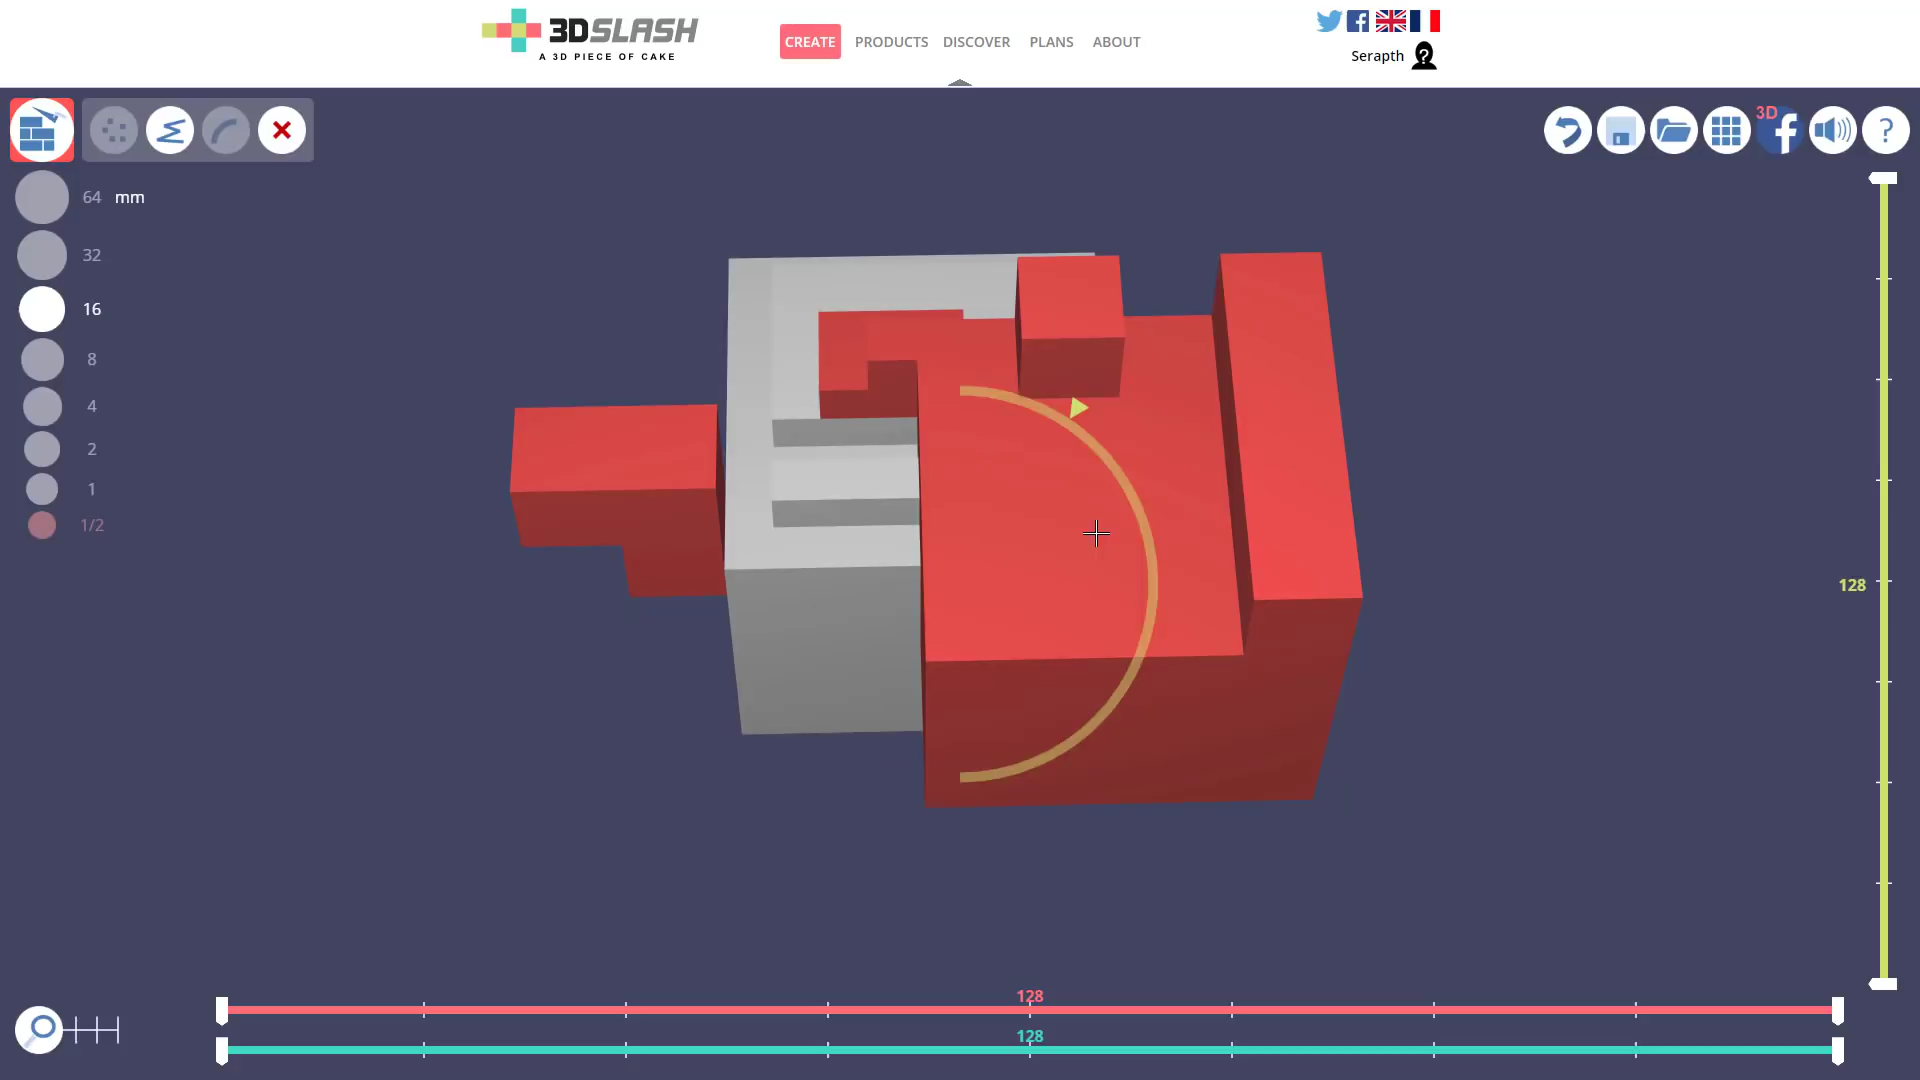 3DSLASH
A 3D PIECE OF CAKE
CREATE PRODUCTS DISCOVER PLANS ABOUT
Serapth ?
3D
f
?
64 mm
32
16
8
4
2
1
1/2
128
128
128